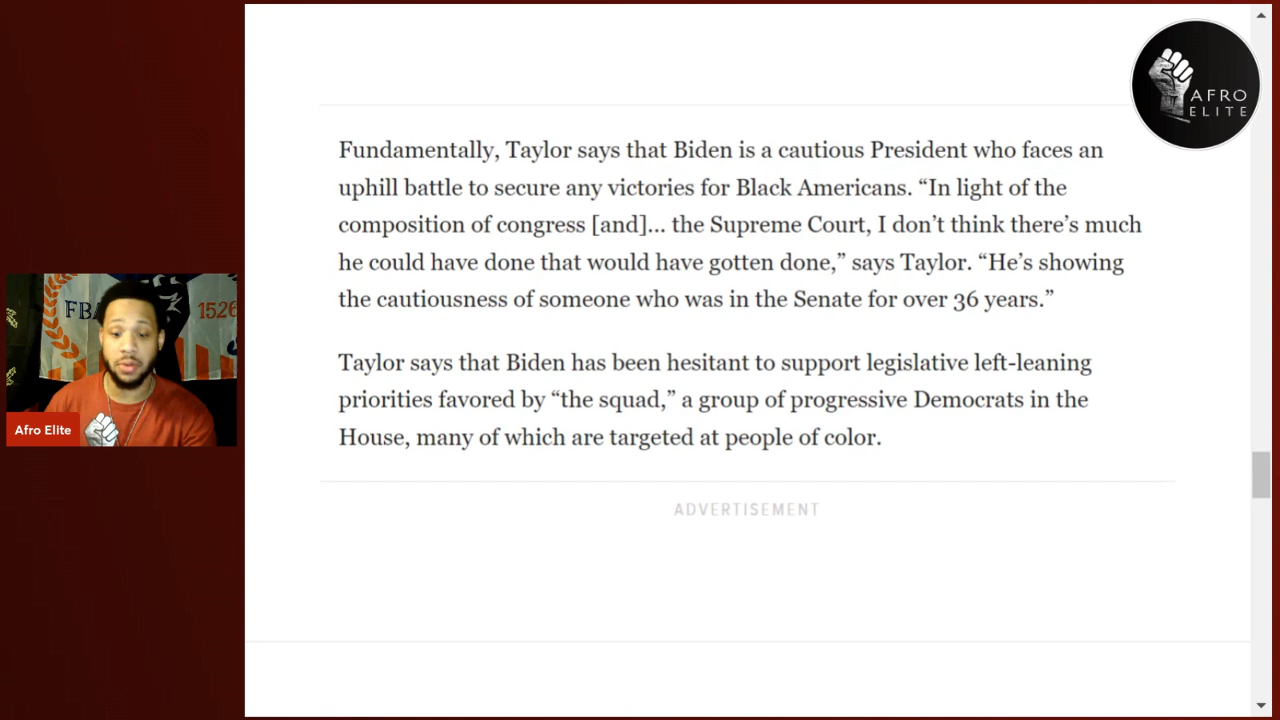 AFRO
ELITE
Fundamentally, Taylor says that Biden is a cautious President who faces an
uphill battle to secure any victories for Black Americans. “In light of the
composition of congress [and]... the Supreme Court, I don’t think there’s much
he could have done that would have gotten done,” says Taylor. “He’s showing
the cautiousness of someone who was in the Senate for over 36 years.”
Taylor says that Biden has been hesitant to support legislative left-leaning
priorities favored by “the squad,” a group of progressive Democrats in the
House, many of which are targeted at people of color.
ADVERTISEMENT
FBA
1526
Afro Elite